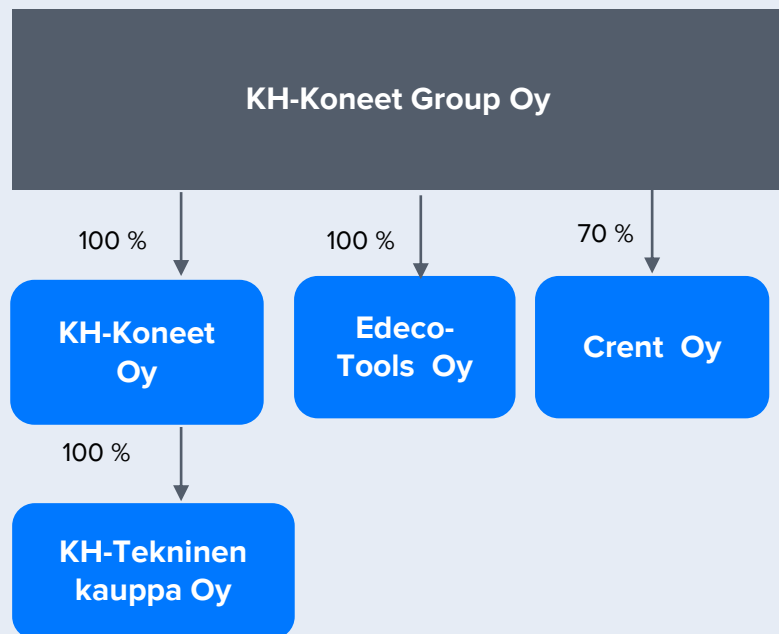 KH-Koneet Group Oy
100 %
100 %
70 %
KH-Koneet
Oy
Edeco-
Tools Oy
Crent Oy
100 %
KH-Tekninen
kauppa Oy